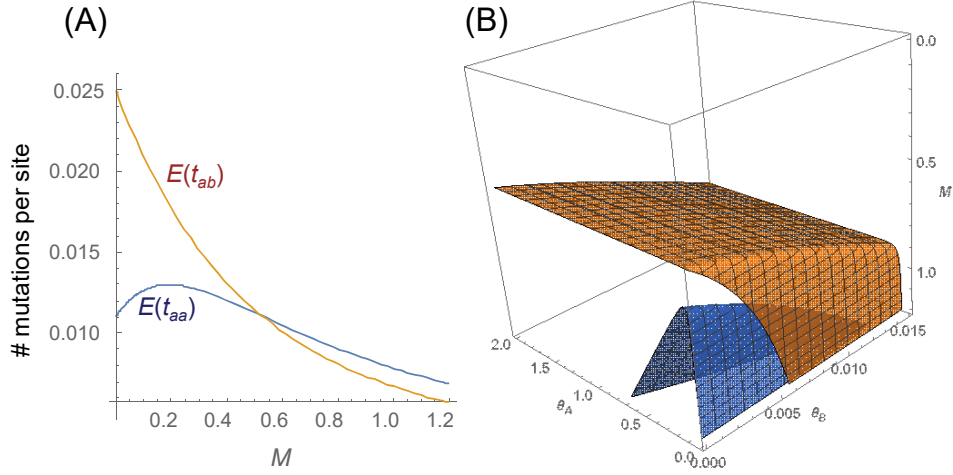 (A)
(B)
# mutations per site
0.025
0.020
0.015
0.010
E(t_ab)
E(t_aa)
0.2 0.4 0.6 0.8 1.0 1.2
M
0.0
0.5
M
1.0
2.0
1.5
1.0
θ_A
0.5
0.0
0.000
0.005
θ_B
0.010
0.015